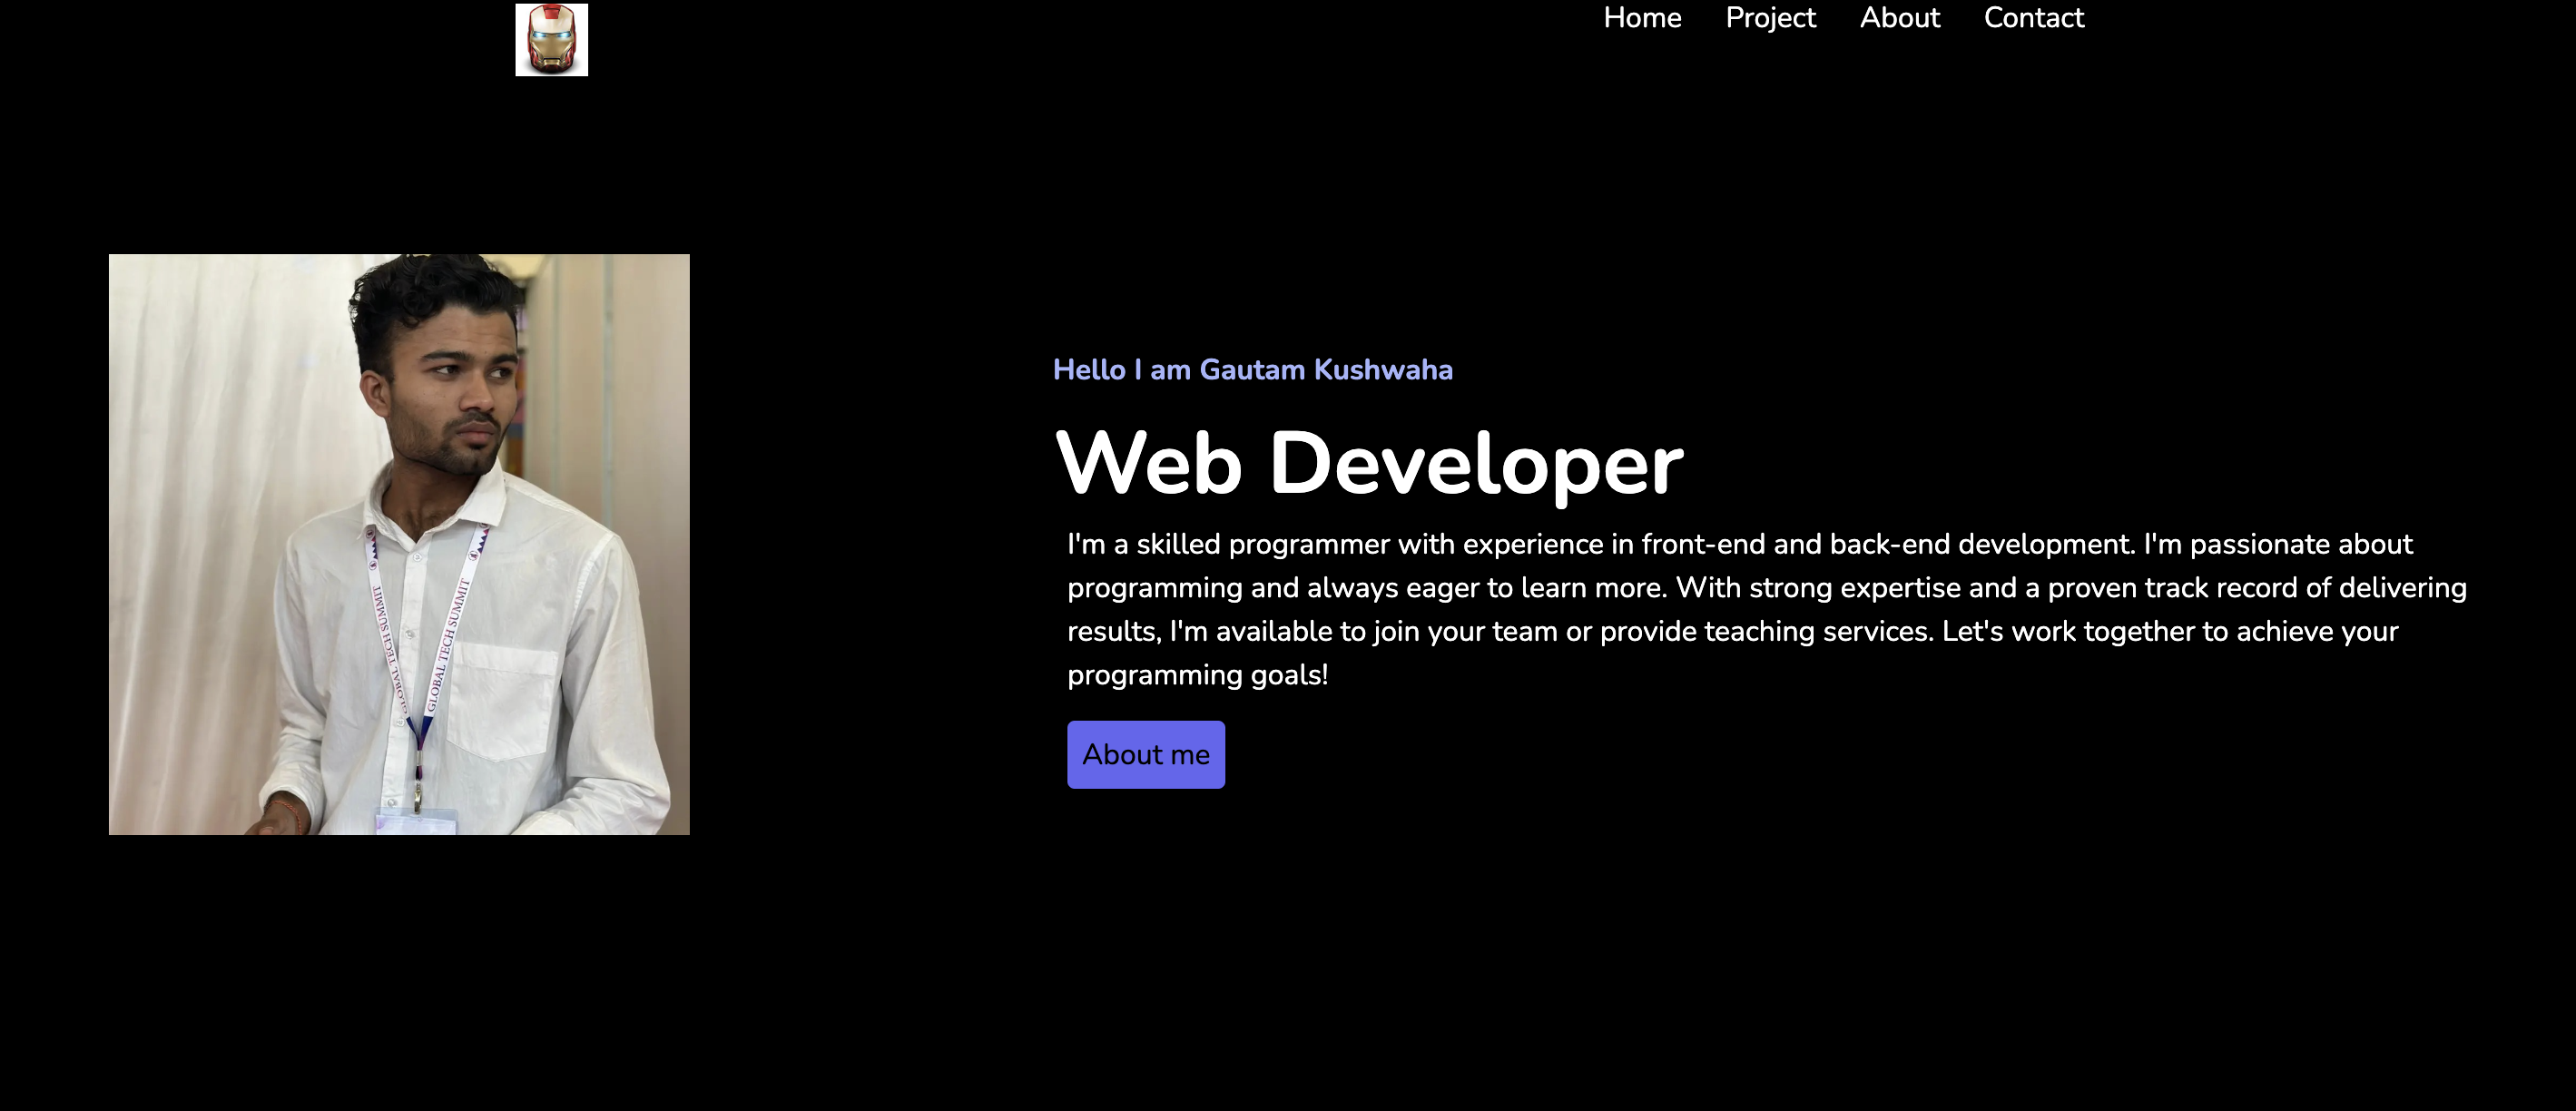 Home Project About Contact
Hello I am Gautam Kushwaha
Web Developer
I'm a skilled programmer with experience in front-end and back-end development. I'm passionate about
programming and always eager to learn more. With strong expertise and a proven track record of delivering
results, I'm available to join your team or provide teaching services. Let's work together to achieve your
programming goals!
About me
GLOBAL TECH SUMMIT
GLOBAL TECH SUMMIT